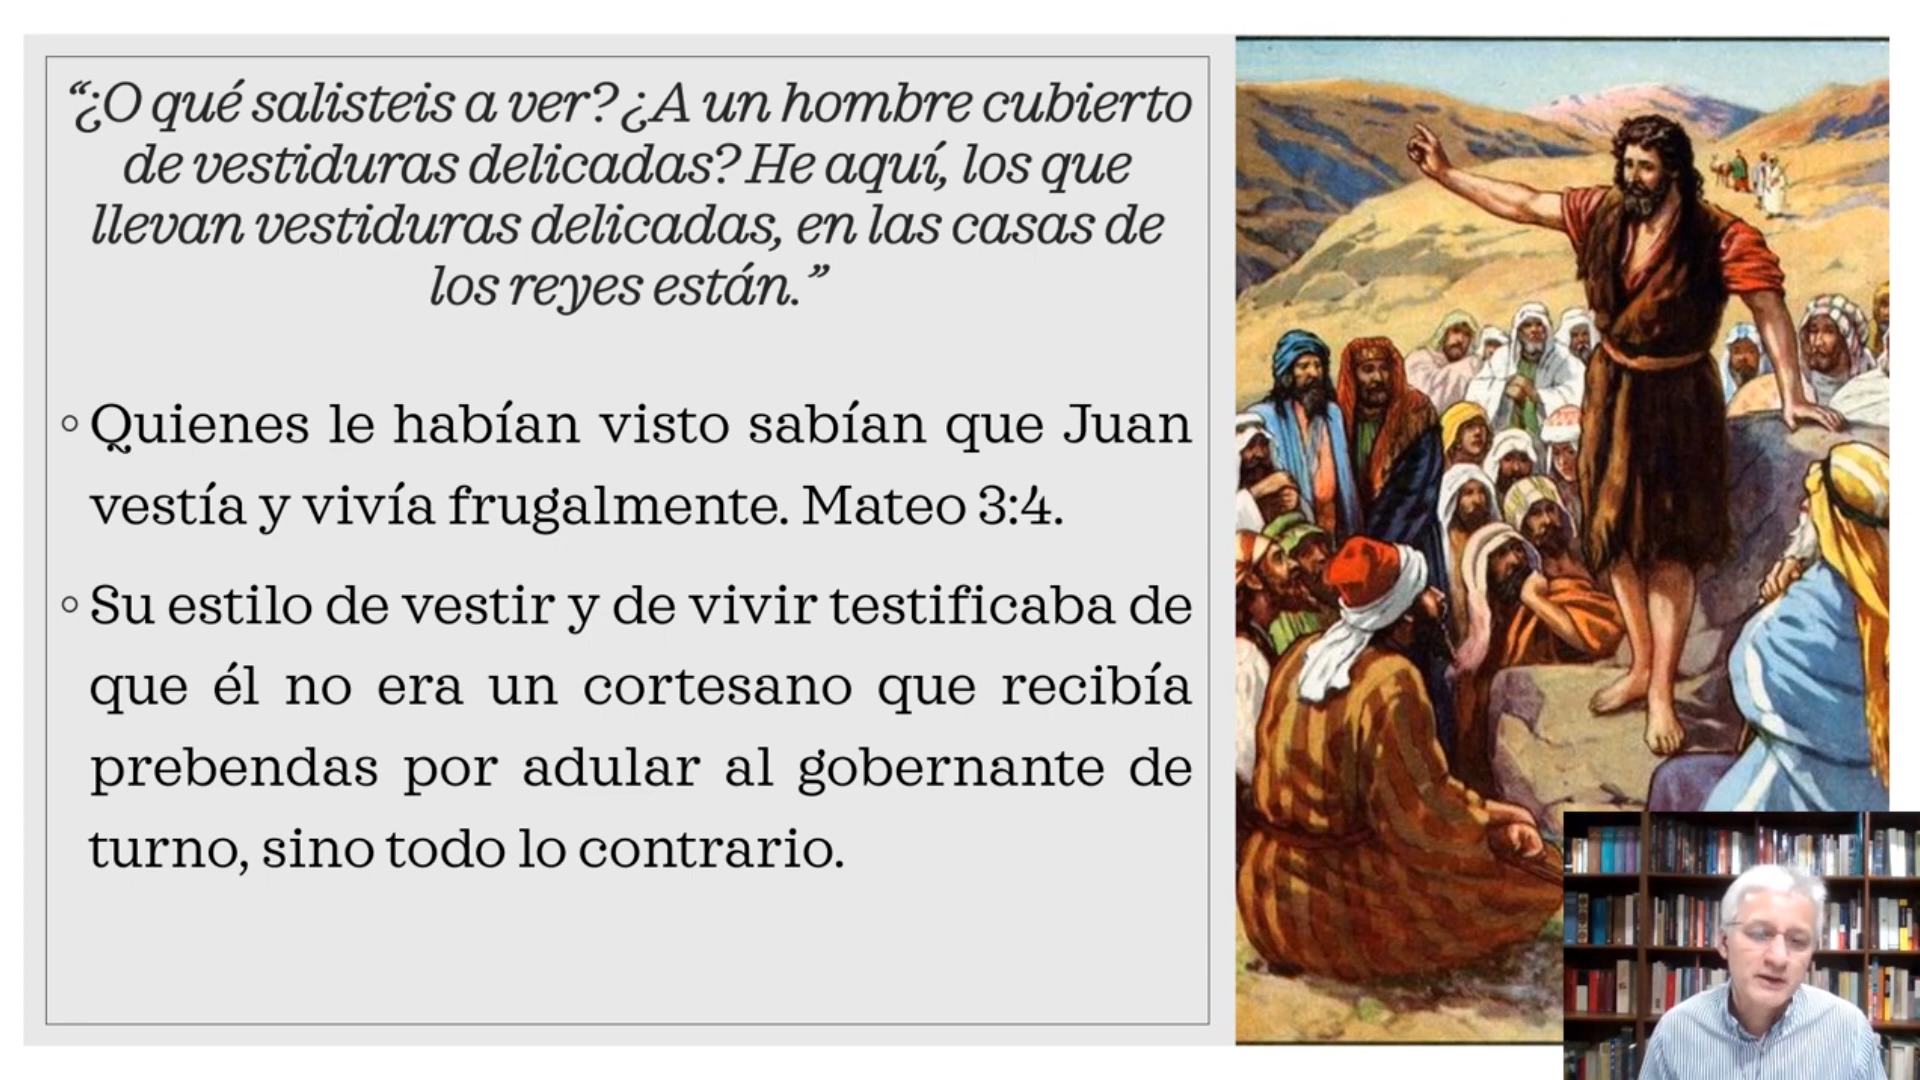 “¿O qué salisteis a ver? ¿A un hombre cubierto
de vestiduras delicadas? He aquí, los que
llevan vestiduras delicadas, en las casas de
los reyes están.”
◦ Quienes le habían visto sabían que Juan
vestía y vivía frugalmente. Mateo 3:4.
◦ Su estilo de vestir y de vivir testificaba de
que él no era un cortesano que recibía
prebendas por adular al gobernante de
turno, sino todo lo contrario.